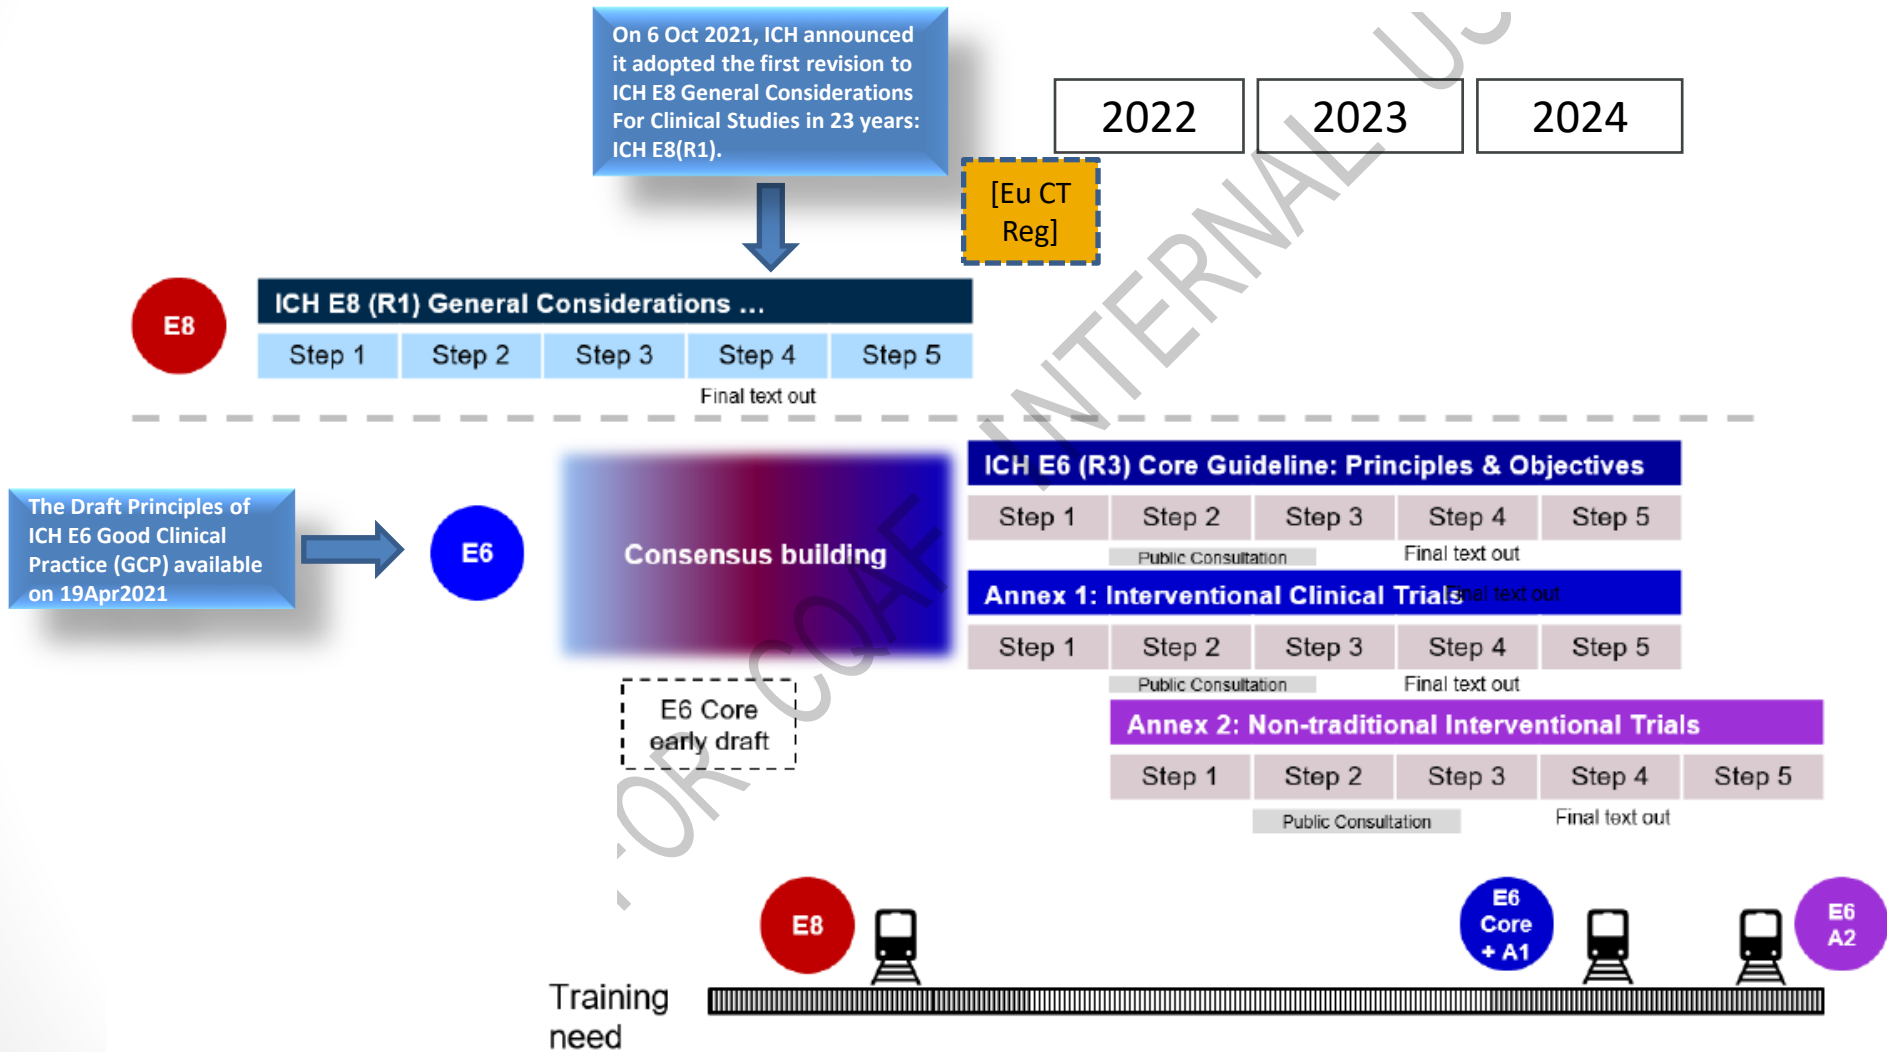 On 6 Oct 2021, ICH announced
it adopted the first revision to
ICH E8 General Considerations
For Clinical Studies in 23 years:
ICH E8(R1).
2022
2023
2024
[Eu CT
Reg]
E8
ICH E8 (R1) General Considerations ...
Step 1
Step 2
Step 3
Step 4
Step 5
Final text out
The Draft Principles of
ICH E6 Good Clinical
Practice (GCP) available
on 19Apr2021
E6
Consensus building
E6 Core
early draft
ICH E6 (R3) Core Guideline: Principles & Objectives
Step 1
Step 2
Step 3
Step 4
Step 5
Public Consultation
Final text out
Annex 1: Interventional Clinical Trials
Final text out
Step 1
Step 2
Step 3
Step 4
Step 5
Public Consultation
Final text out
Annex 2: Non-traditional Interventional Trials
Step 1
Step 2
Step 3
Step 4
Step 5
Public Consultation
Final text out
E8
E6
Core
+ A1
E6
A2
Training
need
FOR CQAF INTERNAL US